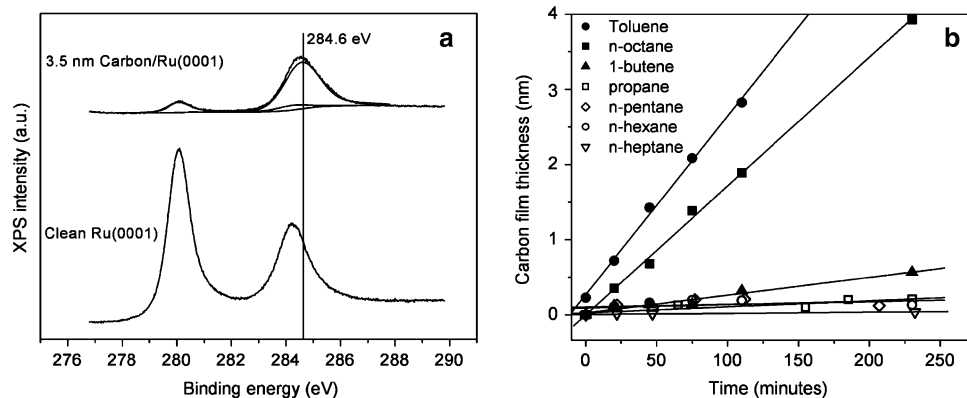 a
3.5 nm Carbon/Ru(0001)
284.6 eV
Clean Ru(0001)
XPS intensity (a.u.)
276 278 280 282 284 286 288 290
Binding energy (eV)
b
Toluene
n-octane
1-butene
propane
n-pentane
n-hexane
n-heptane
Carbon film thickness (nm)
4
3
2
1
0
0 50 100 150 200 250
Time (minutes)